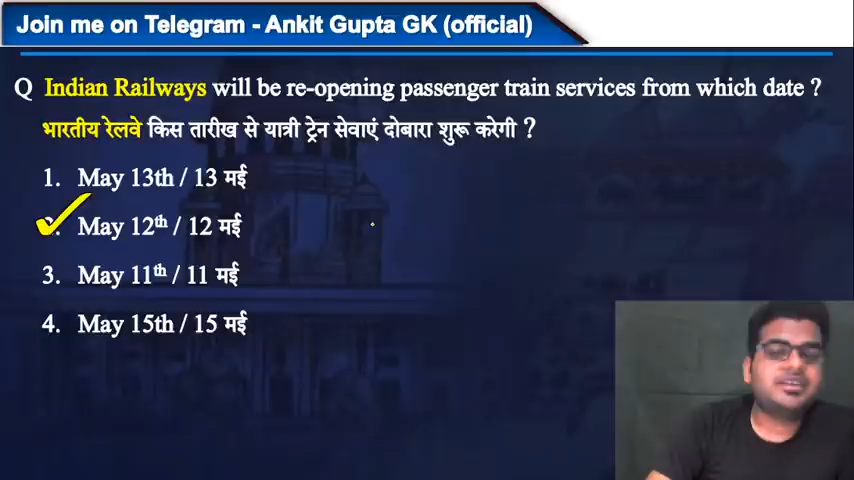 Join me on Telegram - Ankit Gupta GK (official)
Q Indian Railways will be re-opening passenger train services from which date ?
भारतीय रेलवे किस तारीख से यात्री ट्रेन सेवाएं दोबारा शुरू करेगी ?
1. May 13th / 13 मई
2. May 12th / 12 मई
3. May 11th / 11 मई
4. May 15th / 15 मई